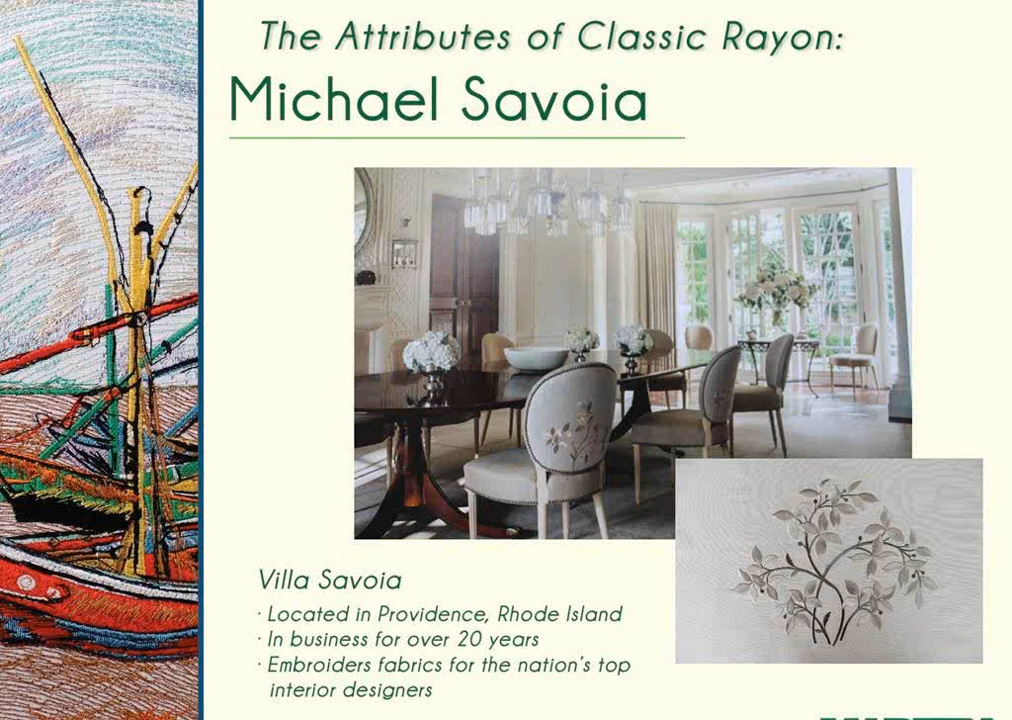 The Attributes of Classic Rayon:
Michael Savoia
Villa Savoia
· Located in Providence, Rhode Island
· In business for over 20 years
· Embroiders fabrics for the nation's top
interior designers